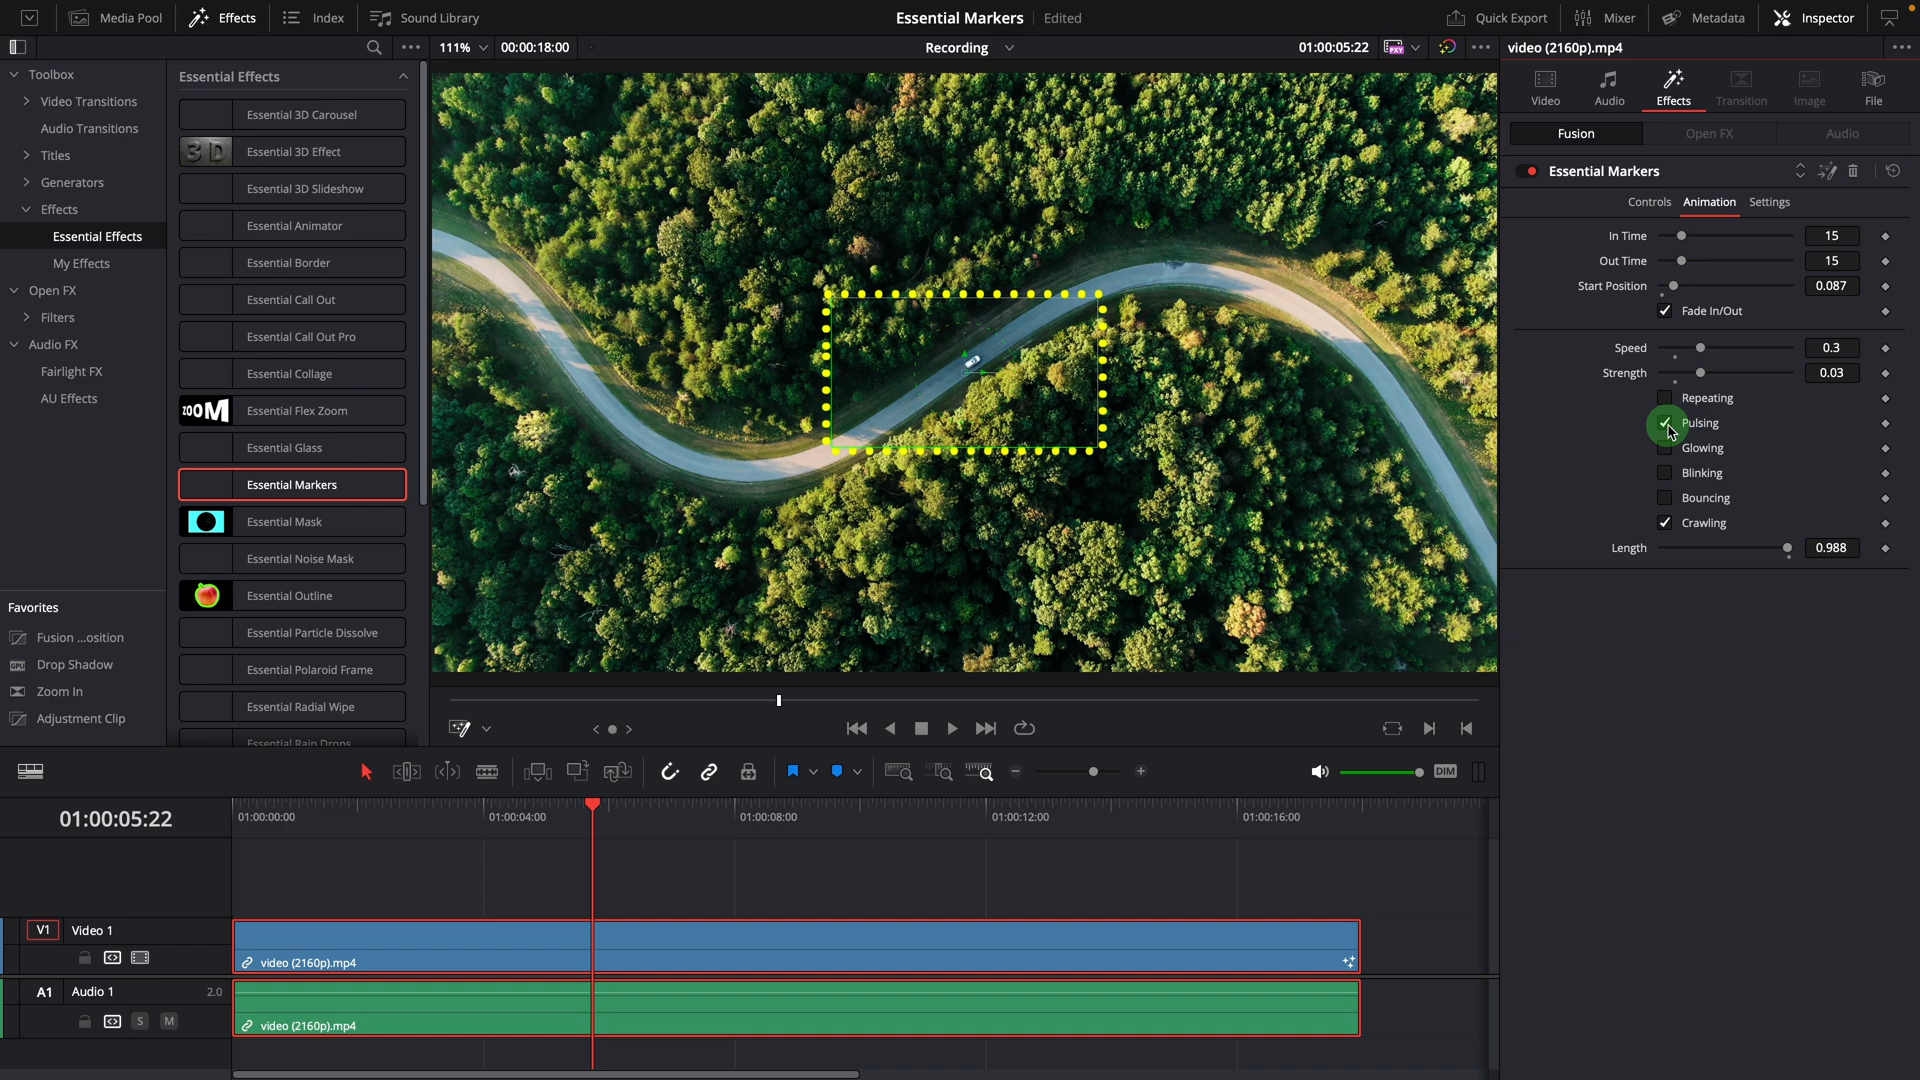 Media Pool
Effects
Index
Sound Library
Essential Markers
Edited
Quick Export
Mixer
Metadata
Inspector
111%
00:00:18:00
Recording
01:00:05:22
video (2160p).mp4
Toolbox
Video Transitions
Audio Transitions
Titles
Generators
Effects
Essential Effects
My Effects
Open FX
Filters
Audio FX
Fairlight FX
AU Effects
Favorites
Fusion ...osition
Drop Shadow
Zoom In
Adjustment Clip
Essential Effects
Essential 3D Carousel
3D
Essential 3D Effect
Essential 3D Slideshow
Essential Animator
Essential Border
Essential Call Out
Essential Call Out Pro
Essential Collage
ZOOM
Essential Flex Zoom
Essential Glass
Essential Markers
Essential Mask
Essential Noise Mask
Essential Outline
Essential Particle Dissolve
Essential Polaroid Frame
Essential Radial Wipe
Essential Rain Drops
Video
Audio
Effects
Transition
Image
File
Fusion
Open FX
Audio
Essential Markers
Controls
Animation
Settings
In Time 15
Out Time 15
Start Position 0.087
Fade In/Out
Speed 0.3
Strength 0.03
Repeating
Pulsing
Glowing
Blinking
Bouncing
Crawling
Length 0.988
DIM
01:00:05:22
01:00:00:00
01:00:04:00
01:00:08:00
01:00:12:00
01:00:16:00
V1
Video 1
video (2160p).mp4
A1
Audio 1
2.0
S
M
video (2160p).mp4